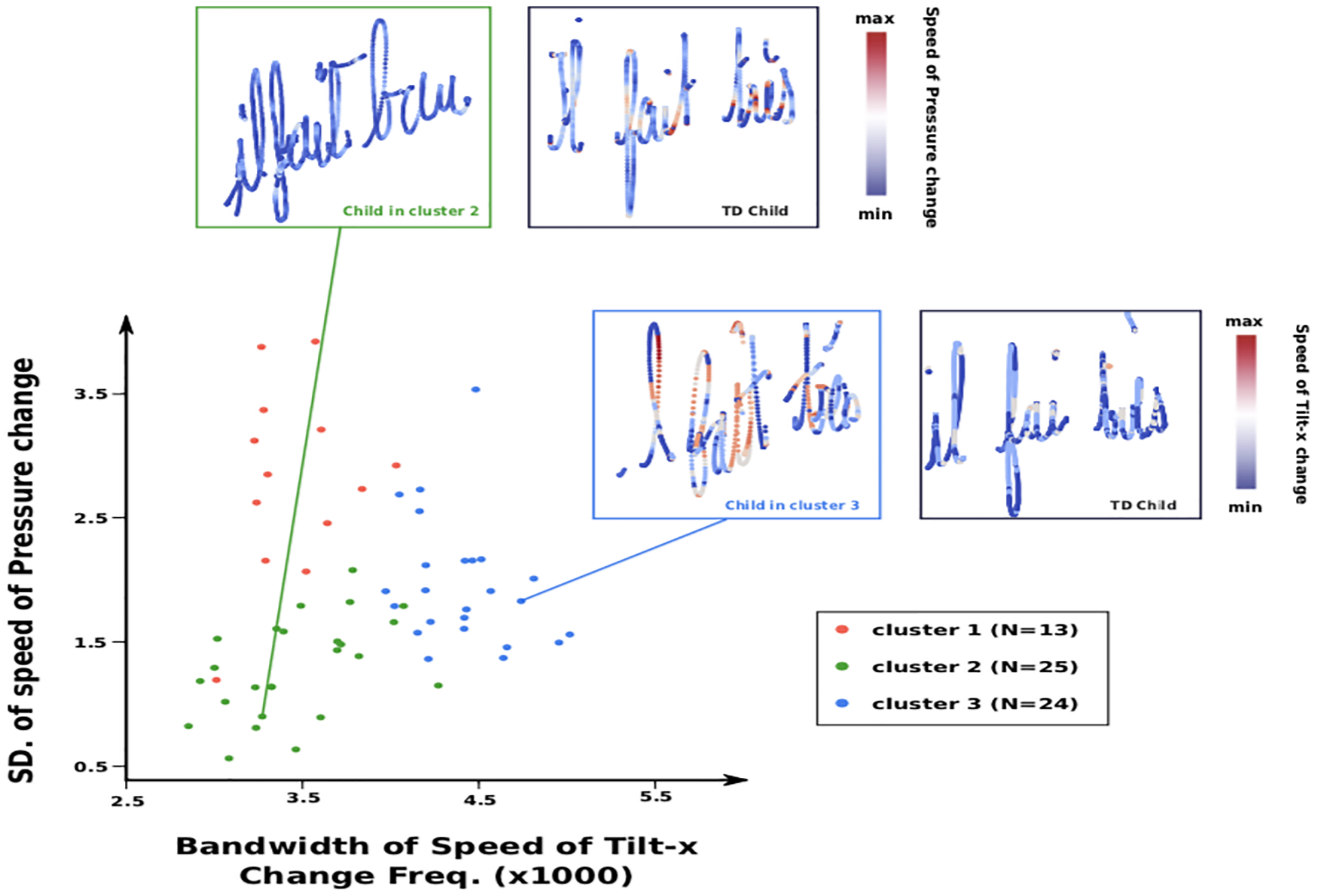 il fait beau.
Child in cluster 2
il fait très
TD Child
max
min
Speed of Pressure change
il fait très
Child in cluster 3
TD Child
max
min
Speed of Tilt-x change
SD. of speed of Pressure change
3.5
2.5
1.5
0.5
2.5 3.5 4.5 5.5
Bandwidth of Speed of Tilt-x
Change Freq. (x1000)
cluster 1 (N=13)
cluster 2 (N=25)
cluster 3 (N=24)